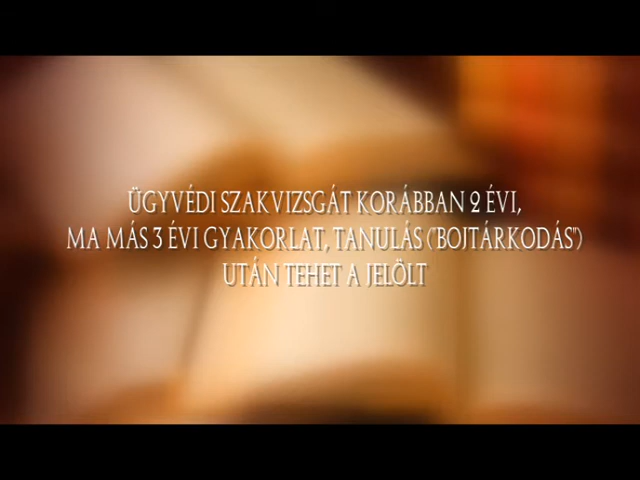 ÜGYVÉDI SZAKVIZSGÁT KORÁBBAN 2 ÉVI,
MA MÁS 3 ÉVI GYAKORLAT, TANULÁS ("BOJTÁRKODÁS")
UTÁN TEHET A JELÖLT